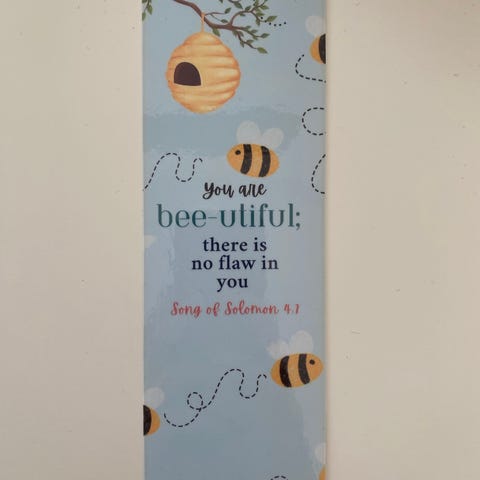 You are
bee-utiful;
there is
no flaw in
you
Song of Solomon 4.7